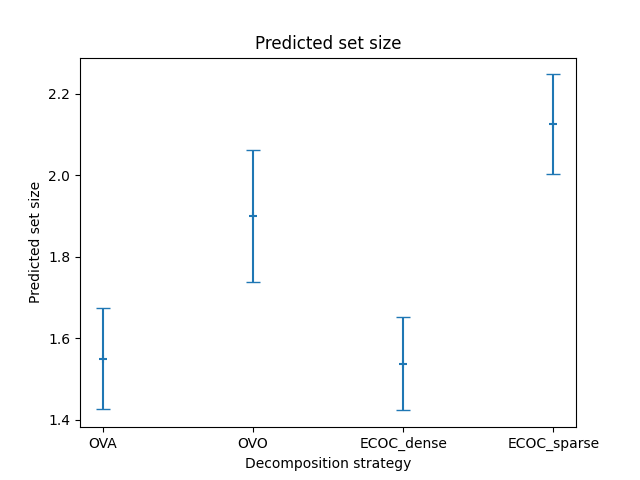 Predicted set size
2.2
2.0
1.8
1.6
1.4
Predicted set size
OVA OVO ECOC_dense ECOC_sparse
Decomposition strategy